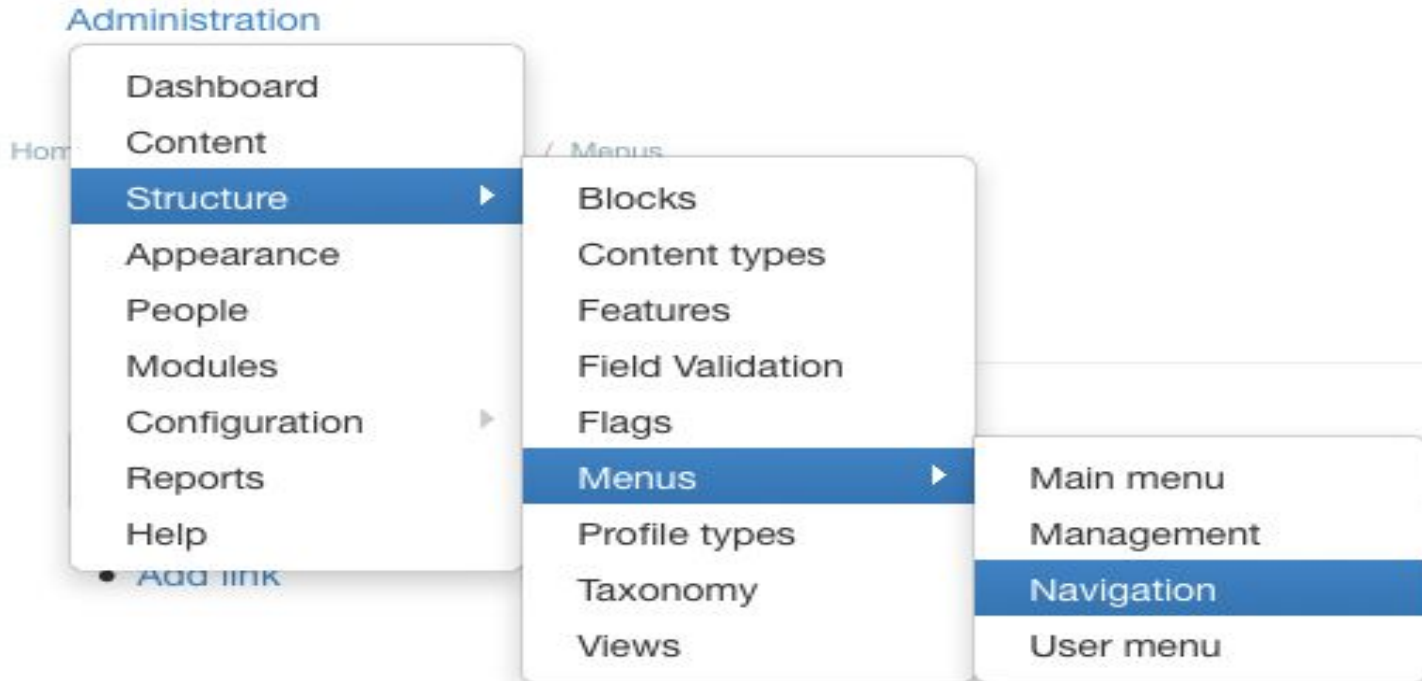 Administration
Dashboard
Content
Hom / Menus
Structure
Appearance
People
Modules
Configuration
Reports
Help
Add link
Blocks
Content types
Features
Field Validation
Flags
Menus
Profile types
Taxonomy
Views
Main menu
Management
Navigation
User menu